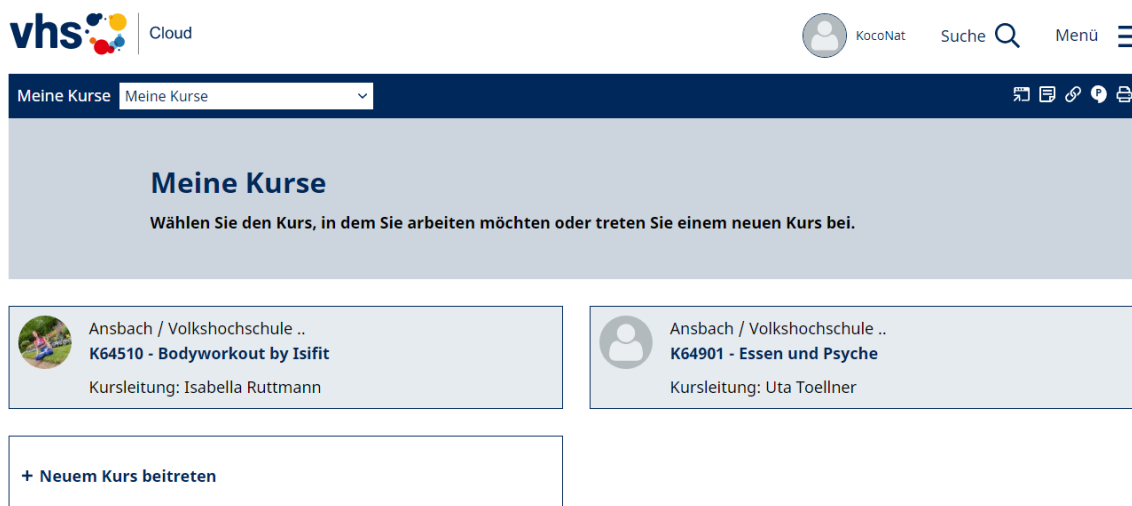 vhs Cloud
KocoNat
Suche
Menü
Meine Kurse Meine Kurse
P
Meine Kurse
Wählen Sie den Kurs, in dem Sie arbeiten möchten oder treten Sie einem neuen Kurs bei.
Ansbach / Volkshochschule ..
K64510 - Bodyworkout by Isifit
Kursleitung: Isabella Ruttmann
Ansbach / Volkshochschule ..
K64901 - Essen und Psyche
Kursleitung: Uta Toellner
+ Neuem Kurs beitreten